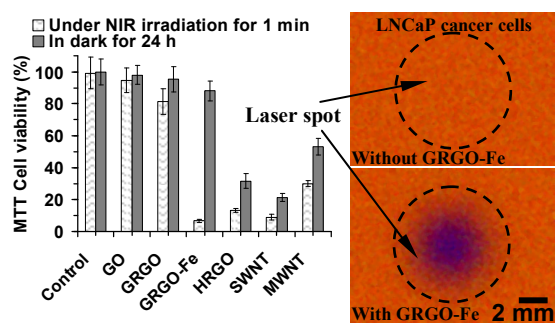 Under NIR irradiation for 1 min
In dark for 24 h
MTT Cell viability (%)
120
100
80
60
40
20
0
Control
GO
GRGO
GRGO-Fe
HRGO
SWNT
MWNT
LNCaP cancer cells
Laser spot
Without GRGO-Fe
With GRGO-Fe
2 mm